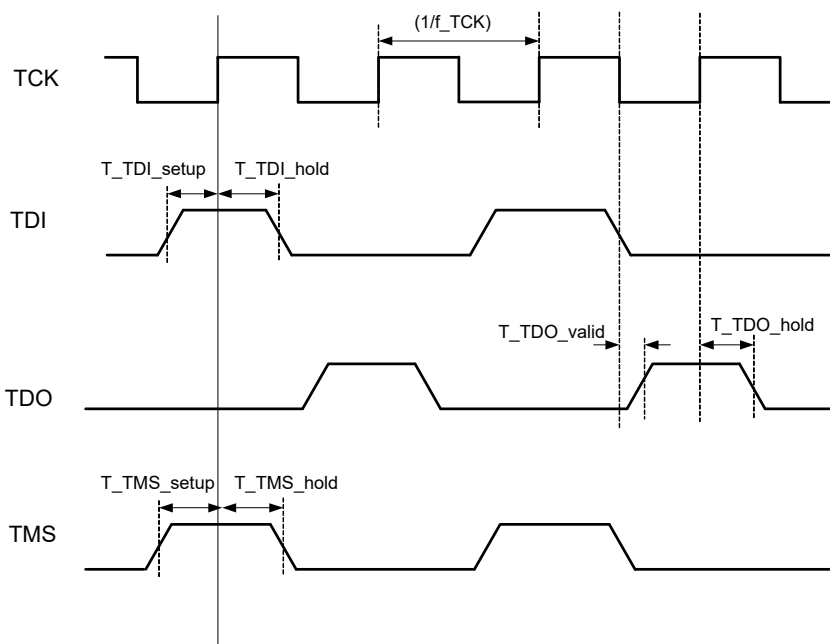 (1/f_TCK)
TCK
T_TDI_setup T_TDI_hold
TDI
T_TDO_valid T_TDO_hold
TDO
T_TMS_setup T_TMS_hold
TMS